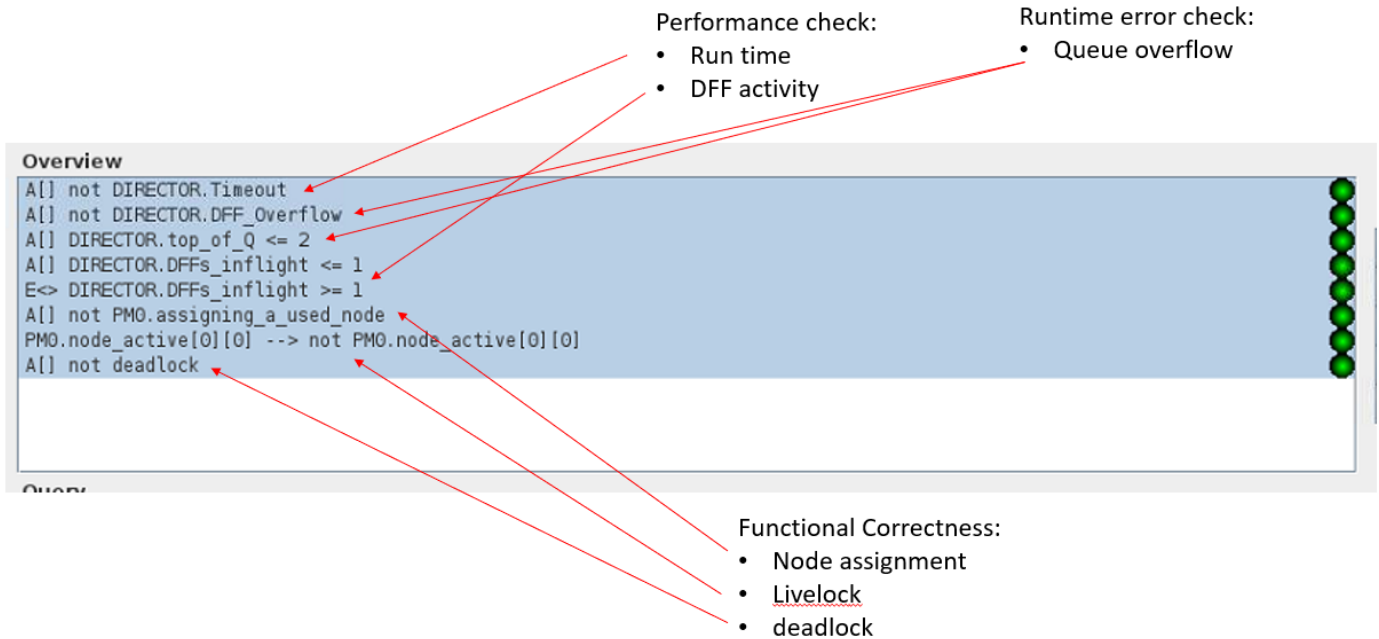 Performance check:
• Run time
• DFF activity
Runtime error check:
• Queue overflow
Overview
A[] not DIRECTOR.Timeout
A[] not DIRECTOR.DFF_Overflow
A[] DIRECTOR.top_of_Q <= 2
A[] DIRECTOR.DFFs_inflight <= 1
E<> DIRECTOR.DFFs_inflight >= 1
A[] not PM0.assigning_a_used_node
PM0.node_active[0][0] --> not PM0.node_active[0][0]
A[] not deadlock
Query
Functional Correctness:
• Node assignment
• Livelock
• deadlock